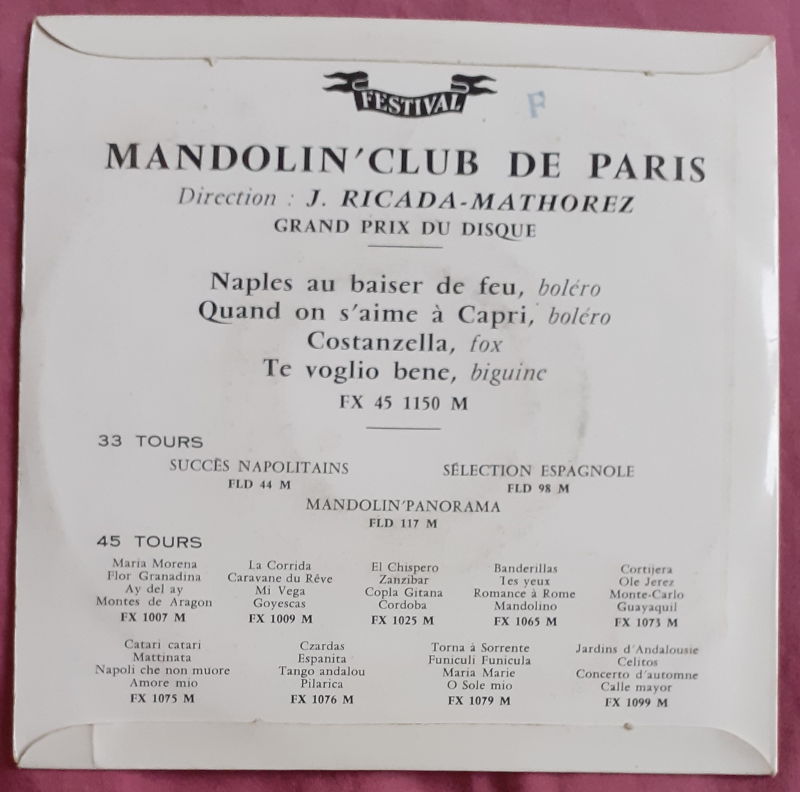 FESTIVAL
F
MANDOLIN'CLUB DE PARIS
Direction : J. RICADA-MATHOREZ
GRAND PRIX DU DISQUE
Naples au baiser de feu, boléro
Quand on s'aime à Capri, boléro
Costanzella, fox
Te voglio bene, biguine
FX 45 1150 M
33 TOURS
SUCCÈS NAPOLITAINS
FLD 44 M
SÉLECTION ESPAGNOLE
FLD 98 M
MANDOLIN'PANORAMA
FLD 117 M
45 TOURS
Maria Morena
Flor Granadina
Ay del ay
Montes de Aragon
FX 1007 M
La Corrida
Caravane du Rêve
Mi Vega
Goyescas
FX 1009 M
El Chispero
Zanzibar
Copla Gitana
Cordoba
FX 1025 M
Banderillas
Tes yeux
Romance à Rome
Mandolino
FX 1065 M
Cortijera
Ole Jerez
Monte-Carlo
Guayaquil
FX 1073 M
Catari catari
Mattinata
Napoli che non muore
Amore mio
FX 1075 M
Czardas
Espanita
Tango andalou
Pilarica
FX 1076 M
Torna à Sorrente
Funiculi Funicula
Maria Marie
O Sole mio
FX 1079 M
Jardins d'Andalousie
Celitos
Concerto d'automne
Calle mayor
FX 1099 M